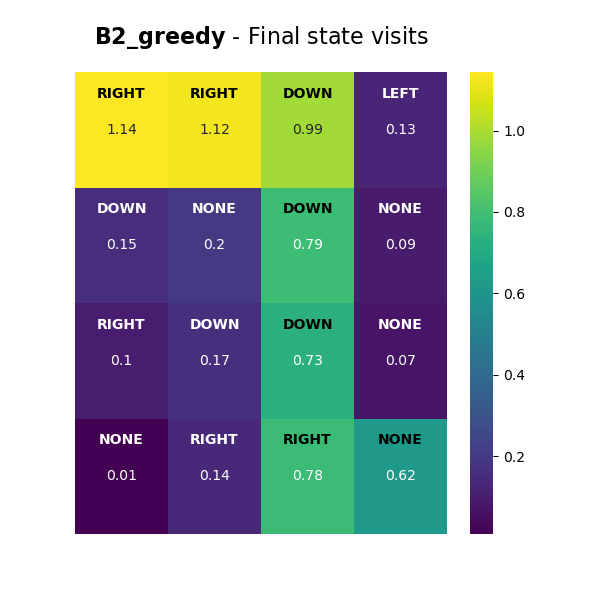 B2_greedy - Final state visits
RIGHT RIGHT DOWN LEFT
1.14 1.12 0.99 0.13
DOWN NONE DOWN NONE
0.15 0.2 0.79 0.09
RIGHT DOWN DOWN NONE
0.1 0.17 0.73 0.07
NONE RIGHT RIGHT NONE
0.01 0.14 0.78 0.62
1.0
0.8
0.6
0.4
0.2